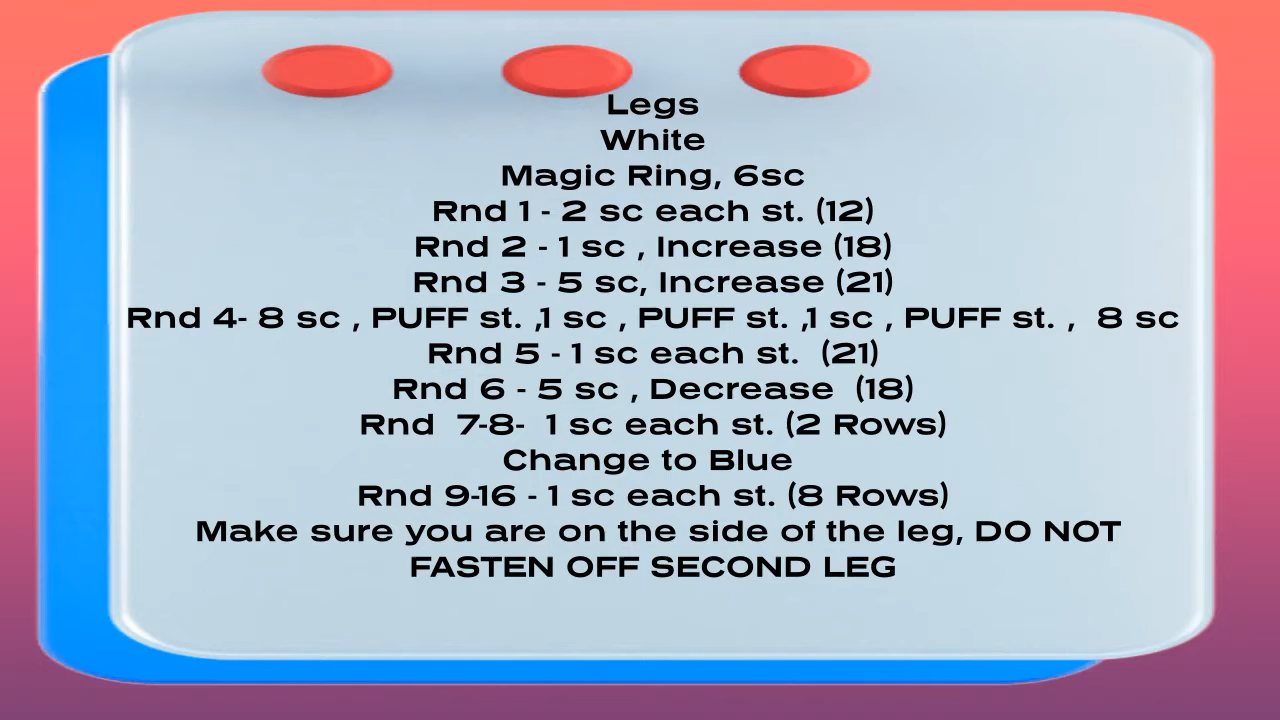 Legs
White
Magic Ring, 6sc
Rnd 1 - 2 sc each st. (12)
Rnd 2 - 1 sc , Increase (18)
Rnd 3 - 5 sc, Increase (21)
Rnd 4- 8 sc , PUFF st. ,1 sc , PUFF st. ,1 sc , PUFF st. ,  8 sc
Rnd 5 - 1 sc each st.  (21)
Rnd 6 - 5 sc , Decrease  (18)
Rnd  7-8-  1 sc each st. (2 Rows)
Change to Blue
Rnd 9-16 - 1 sc each st. (8 Rows)
Make sure you are on the side of the leg, DO NOT
FASTEN OFF SECOND LEG